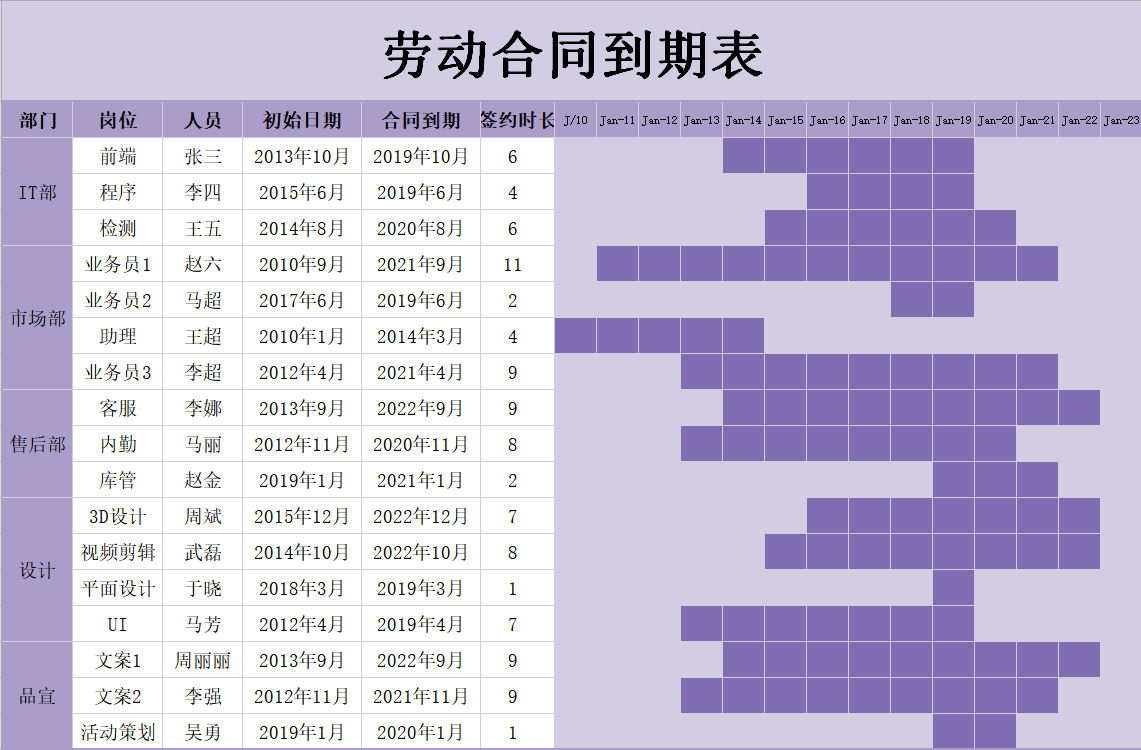 劳动合同到期表
部门 岗位 人员 初始日期 合同到期 签约时长 J/10 Jan-11 Jan-12 Jan-13 Jan-14 Jan-15 Jan-16 Jan-17 Jan-18 Jan-19 Jan-20 Jan-21 Jan-22 Jan-23
IT部 前端 张三 2013年10月 2019年10月 6
程序 李四 2015年6月 2019年6月 4
检测 王五 2014年8月 2020年8月 6
市场部 业务员1 赵六 2010年9月 2021年9月 11
业务员2 马超 2017年6月 2019年6月 2
助理 王超 2010年1月 2014年3月 4
业务员3 李超 2012年4月 2021年4月 9
售后部 客服 李娜 2013年9月 2022年9月 9
内勤 马丽 2012年11月 2020年11月 8
库管 赵金 2019年1月 2021年1月 2
设计 3D设计 周斌 2015年12月 2022年12月 7
视频剪辑 武磊 2014年10月 2022年10月 8
平面设计 于晓 2018年3月 2019年3月 1
UI 马芳 2012年4月 2019年4月 7
品宣 文案1 周丽丽 2013年9月 2022年9月 9
文案2 李强 2012年11月 2021年11月 9
活动策划 吴勇 2019年1月 2020年1月 1